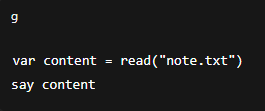 g
var content = read("note.txt")
say content